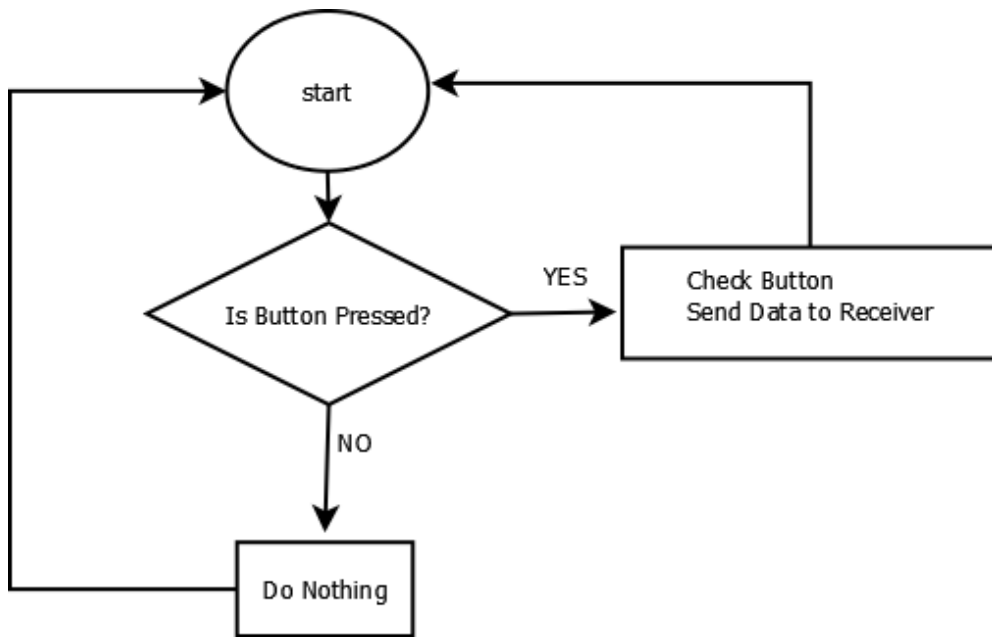 start
Is Button Pressed?
YES
Check Button
Send Data to Receiver
NO
Do Nothing